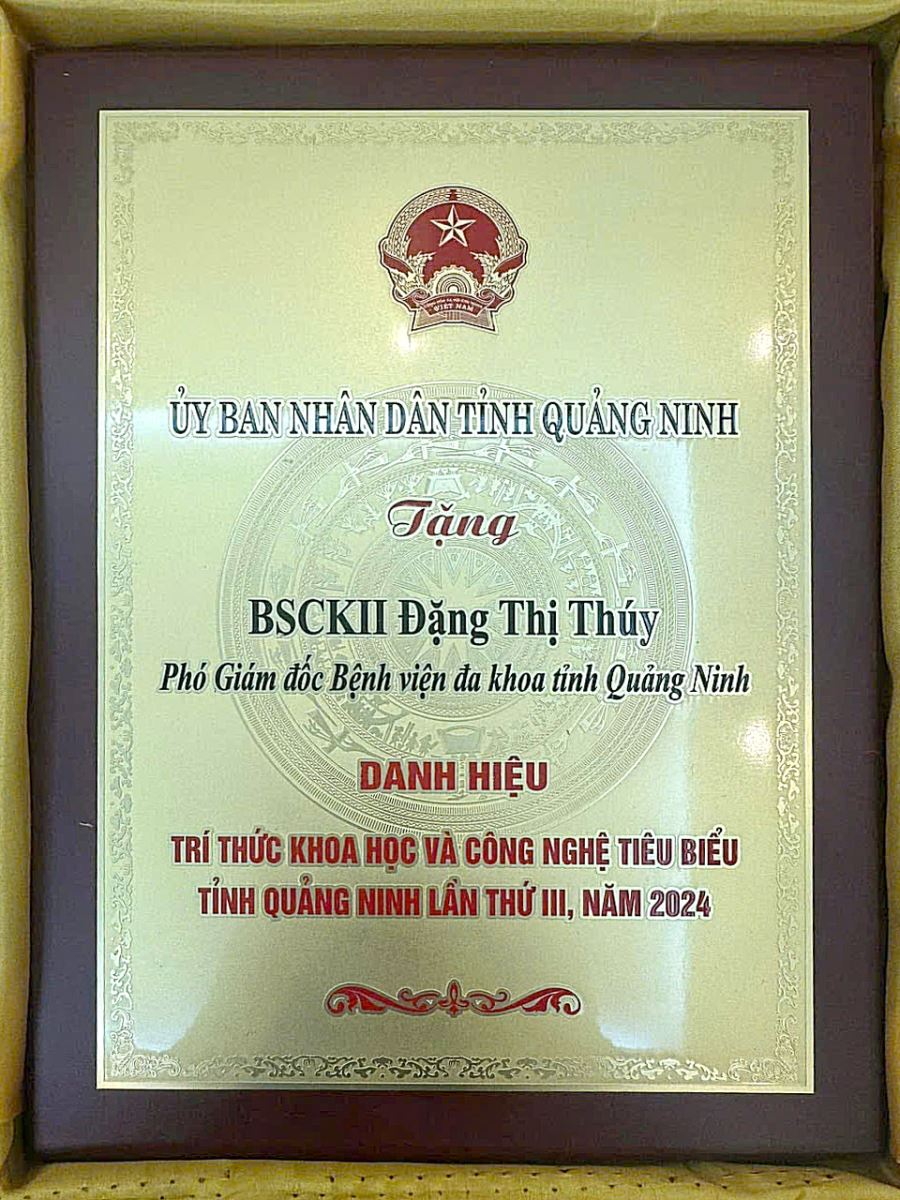 VIỆT NAM
ỦY BAN NHÂN DÂN TỈNH QUẢNG NINH
Tặng
BSCKII Đặng Thị Thúy
Phó Giám đốc Bệnh viện đa khoa tỉnh Quảng Ninh
DANH HIỆU
TRÍ THỨC KHOA HỌC VÀ CÔNG NGHỆ TIÊU BIỂU
TỈNH QUẢNG NINH LẦN THỨ III, NĂM 2024